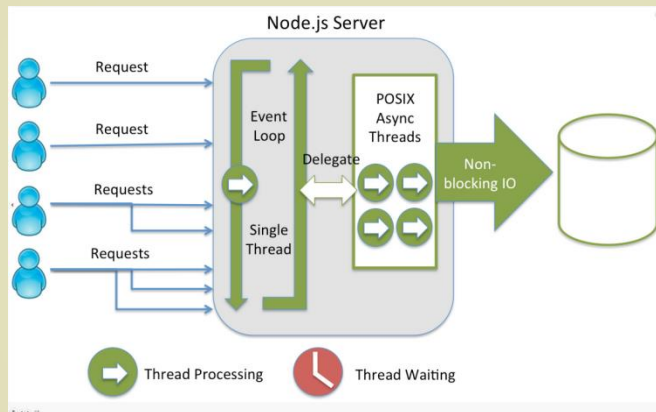 Node.js Server
Request
Request
Requests
Requests
Event
Loop
Single
Thread
Delegate
POSIX
Async
Threads
Non-
blocking IO
Thread Processing
Thread Waiting